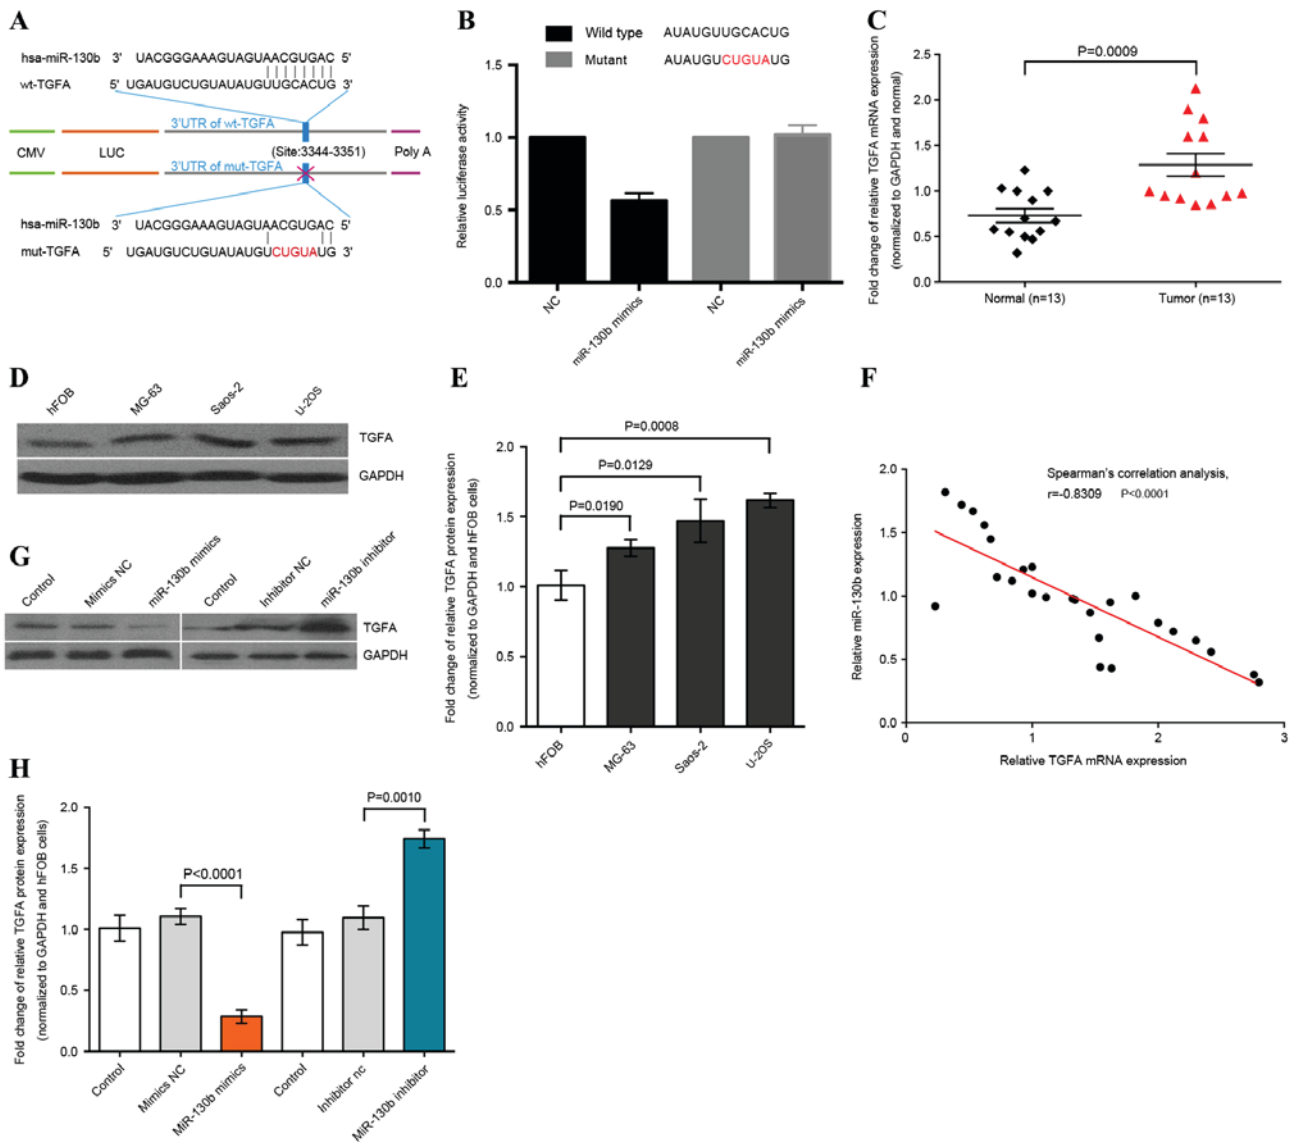 A
hsa-miR-130b 3' UACGGGAAAGUAGUAACGUGAC 5'
wt-TGFA 5' UGAUGUCUGUAUAUGUUGCACUG 3'
3'UTR of wt-TGFA
CMV LUC (Site:3344-3351) Poly A
3'UTR of mut-TGFA
hsa-miR-130b 3' UACGGGAAAGUAGUAACGUGAC 5'
mut-TGFA 5' UGAUGUCUGUAUAUGUCUGUAUG 3'
B
Wild type AUAUGUUGCACUG
Mutant AUAUGUCUGUAUG
Relative luciferase activity
1.5
1.0
0.5
0.0
NC
miR-130b mimics
NC
miR-130b mimics
C
Fold change of relative TGFA mRNA expression
(normalized to GAPDH and normal)
P=0.0009
2.5
2.0
1.5
1.0
0.5
0.0
Normal (n=13) Tumor (n=13)
D
hFOB MG-63 Saos-2 U-2OS
TGFA
GAPDH
E
Fold change of relative TGFA protein expression
(normalized to GAPDH and hFOB cells)
P=0.0008
P=0.0129
P=0.0190
2.0
1.5
1.0
0.5
0.0
hFOB MG-63 Saos-2 U-2OS
F
Spearman's correlation analysis,
r=-0.8309 P<0.0001
Relative miR-130b expression
2.0
1.5
1.0
0.5
0.0
0 1 2 3
Relative TGFA mRNA expression
G
Control Mimics NC miR-130b mimics Control Inhibitor NC miR-130b inhibitor
TGFA
GAPDH
H
Fold change of relative TGFA protein expression
(normalized to GAPDH and hFOB cells)
P=0.0010
P<0.0001
2.0
1.5
1.0
0.5
0.0
Control Mimics NC MiR-130b mimics Control Inhibitor nc MiR-130b inhibitor